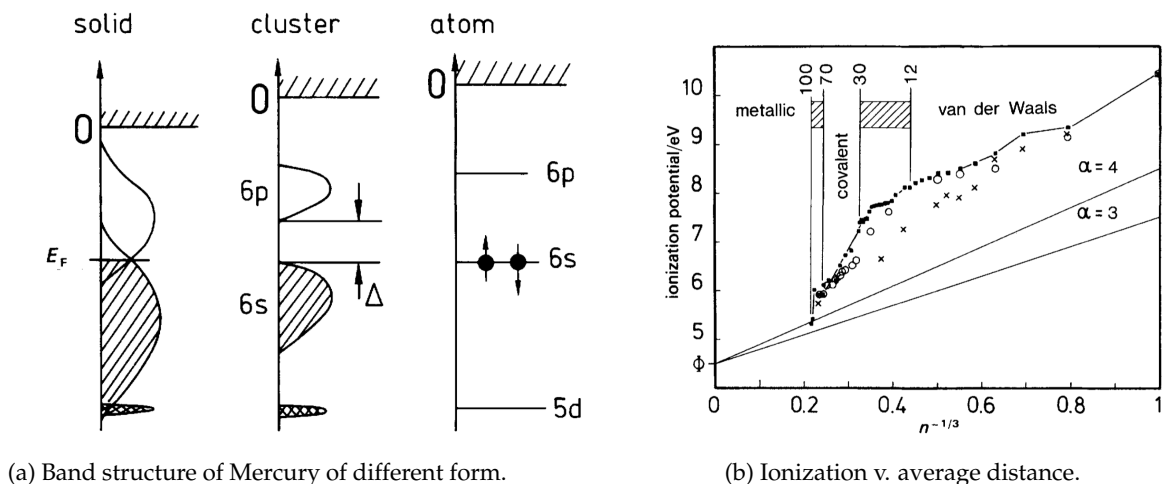 solid cluster atom
0
0
0
6p
6p
E_F
6s
Δ
6s
5d
(a) Band structure of Mercury of different form.
100
70
30
12
metallic
covalent
van der Waals
ionization potential/eV
10
9
8
7
6
5
Φ
α=4
α=3
0 0.2 0.4 0.6 0.8 1
n^{-1/3}
(b) Ionization v. average distance.